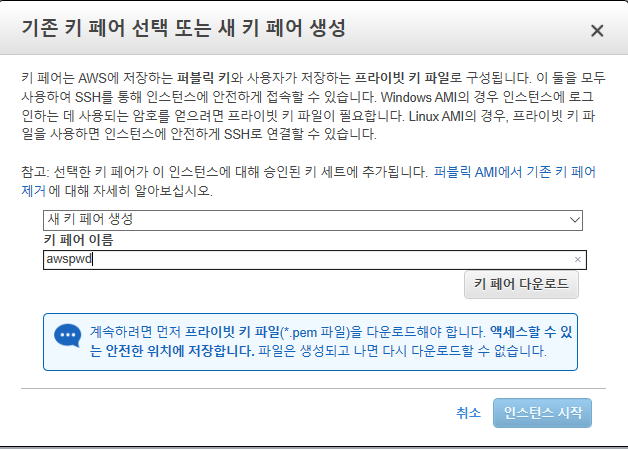 기존 키 페어 선택 또는 새 키 페어 생성
×
키 페어는 AWS에 저장하는 퍼블릭 키와 사용자가 저장하는 프라이빗 키 파일로 구성됩니다. 이 둘을 모두
사용하여 SSH를 통해 인스턴스에 안전하게 접속할 수 있습니다. Windows AMI의 경우 인스턴스에 로그
인하는 데 사용되는 암호를 얻으려면 프라이빗 키 파일이 필요합니다. Linux AMI의 경우, 프라이빗 키 파
일을 사용하면 인스턴스에 안전하게 SSH로 연결할 수 있습니다.
참고: 선택한 키 페어가 이 인스턴스에 대해 승인된 키 세트에 추가됩니다. 퍼블릭 AMI에서 기존 키 페어
제거 에 대해 자세히 알아보십시오.
새 키 페어 생성
키 페어 이름
awspwd ×
키 페어 다운로드
계속하려면 먼저 프라이빗 키 파일(*.pem 파일)을 다운로드해야 합니다. 액세스할 수 있
는 안전한 위치에 저장합니다. 파일은 생성되고 나면 다시 다운로드할 수 없습니다.
취소 인스턴스 시작